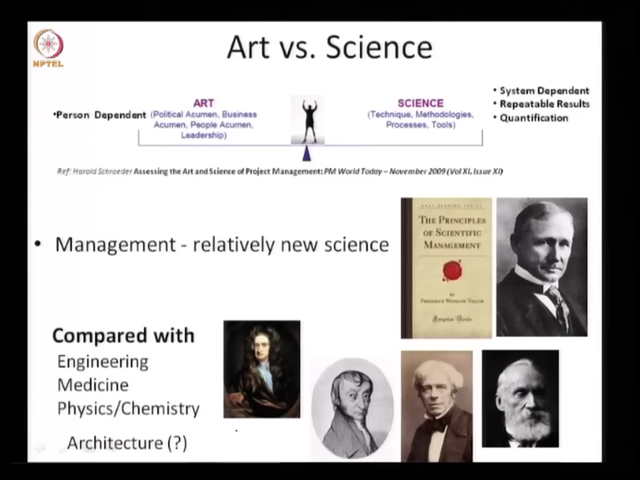 Art vs. Science
NPTEL
• System Dependent
• Repeatable Results
• Quantification
ART
SCIENCE
•Person Dependent
(Political Acumen, Business
Acumen, People Acumen,
Leadership)
(Technique, Methodologies,
Processes, Tools)
Ref: Harold Schroeder Assessing the Art and Science of Project Management: PM World Today – November 2009 (Vol XI, Issue XI)
• Management - relatively new science
THE PRINCIPLES
OF SCIENTIFIC
MANAGEMENT
BY
FREDERICK WINSLOW TAYLOR
Compared with
Engineering
Medicine
Physics/Chemistry
Architecture (?)